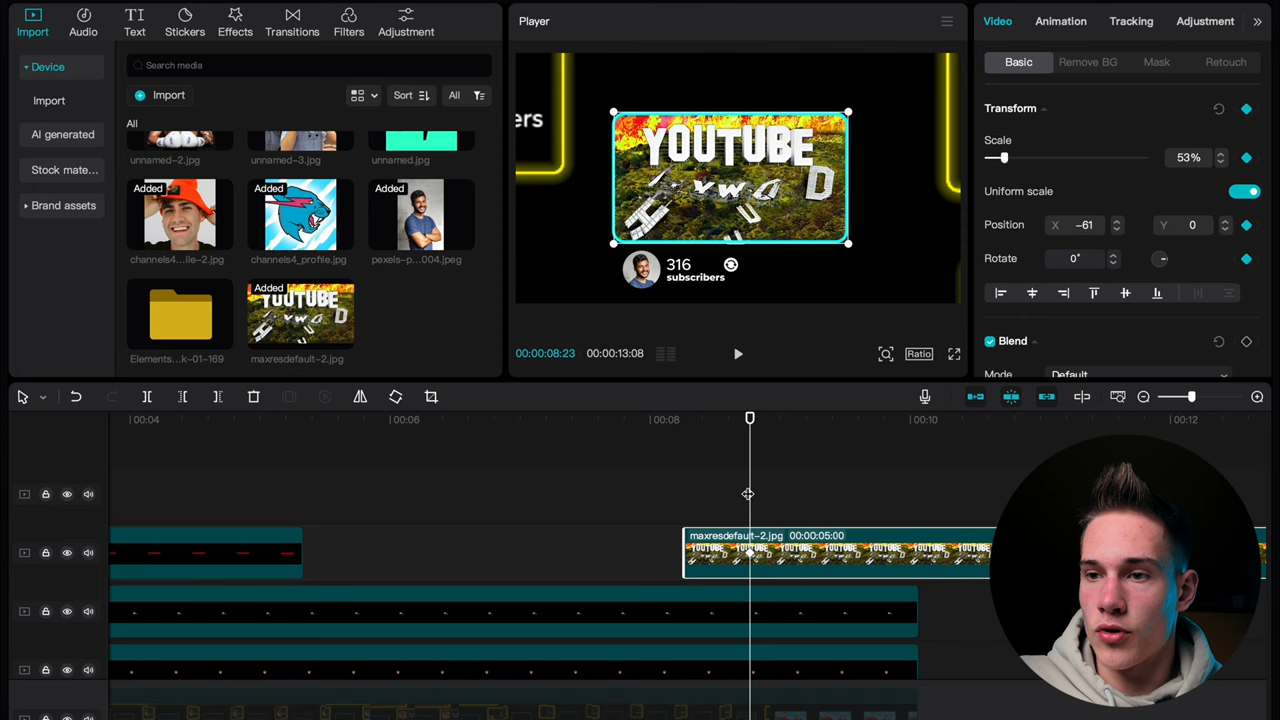 Import
Audio
Text
Stickers
Effects
Transitions
Filters
Adjustment
Device
Import
AI generated
Stock mate...
Brand assets
Search media
Import
Sort
All
All
unnamed-2.jpg
unnamed-3.jpg
unnamed.jpg
Added
Added
Added
channels4...ile-2.jpg
channels4_profile.jpg
pexels-p...004.jpeg
Added
YOUTUBE
Elements...k-01-169
maxresdefault-2.jpg
Player
ers
YOUTUBE
316
subscribers
00:00:08:23
00:00:13:08
Ratio
Video
Animation
Tracking
Adjustment
Basic
Remove BG
Mask
Retouch
Transform
Scale
53%
Uniform scale
Position
X
-61
Y
0
Rotate
0°
Blend
Mode
Default
00:04
00:06
00:08
00:10
00:12
maxresdefault-2.jpg 00:00:05:00